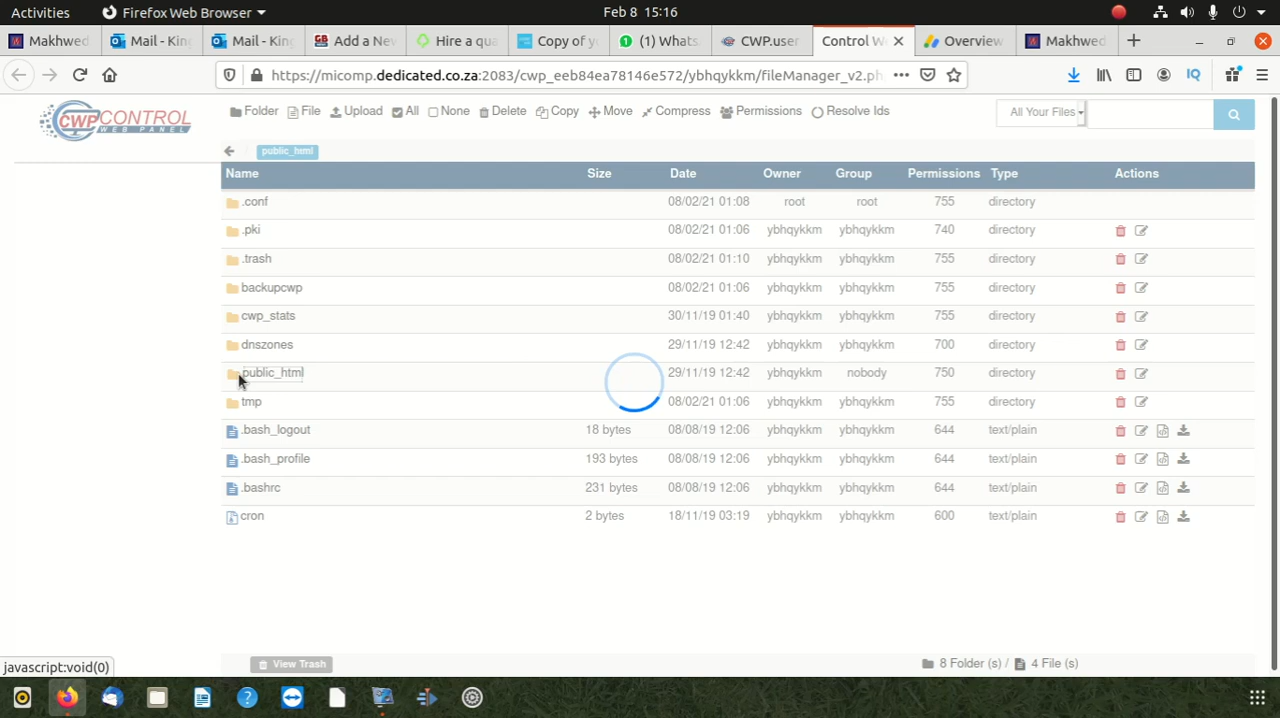 Activities Firefox Web Browser Feb 8 15:16
Makhwed Mail - King Mail - King Add a New Hire a qua Copy of yo (1) Whats CWP.user Control W Overview Makhwed
https://micomp.dedicated.co.za:2083/cwp_eeb84ea78146e572/ybhqykkm/fileManager_v2.ph
CWPCONTROL WEB PANEL
Folder File Upload All None Delete Copy Move Compress Permissions Resolve Ids All Your Files
public_html
Name Size Date Owner Group Permissions Type Actions
.conf 08/02/21 01:08 root root 755 directory
.pki 08/02/21 01:06 ybhqykkm ybhqykkm 740 directory
.trash 08/02/21 01:10 ybhqykkm ybhqykkm 755 directory
backupcwp 08/02/21 01:06 ybhqykkm ybhqykkm 755 directory
cwp_stats 30/11/19 01:40 ybhqykkm ybhqykkm 755 directory
dnszones 29/11/19 12:42 ybhqykkm ybhqykkm 700 directory
public_html 29/11/19 12:42 ybhqykkm nobody 750 directory
tmp 08/02/21 01:06 ybhqykkm ybhqykkm 755 directory
.bash_logout 18 bytes 08/08/19 12:06 ybhqykkm ybhqykkm 644 text/plain
.bash_profile 193 bytes 08/08/19 12:06 ybhqykkm ybhqykkm 644 text/plain
.bashrc 231 bytes 08/08/19 12:06 ybhqykkm ybhqykkm 644 text/plain
cron 2 bytes 18/11/19 03:19 ybhqykkm ybhqykkm 600 text/plain
javascript:void(0) View Trash 8 Folder (s) / 4 File (s)